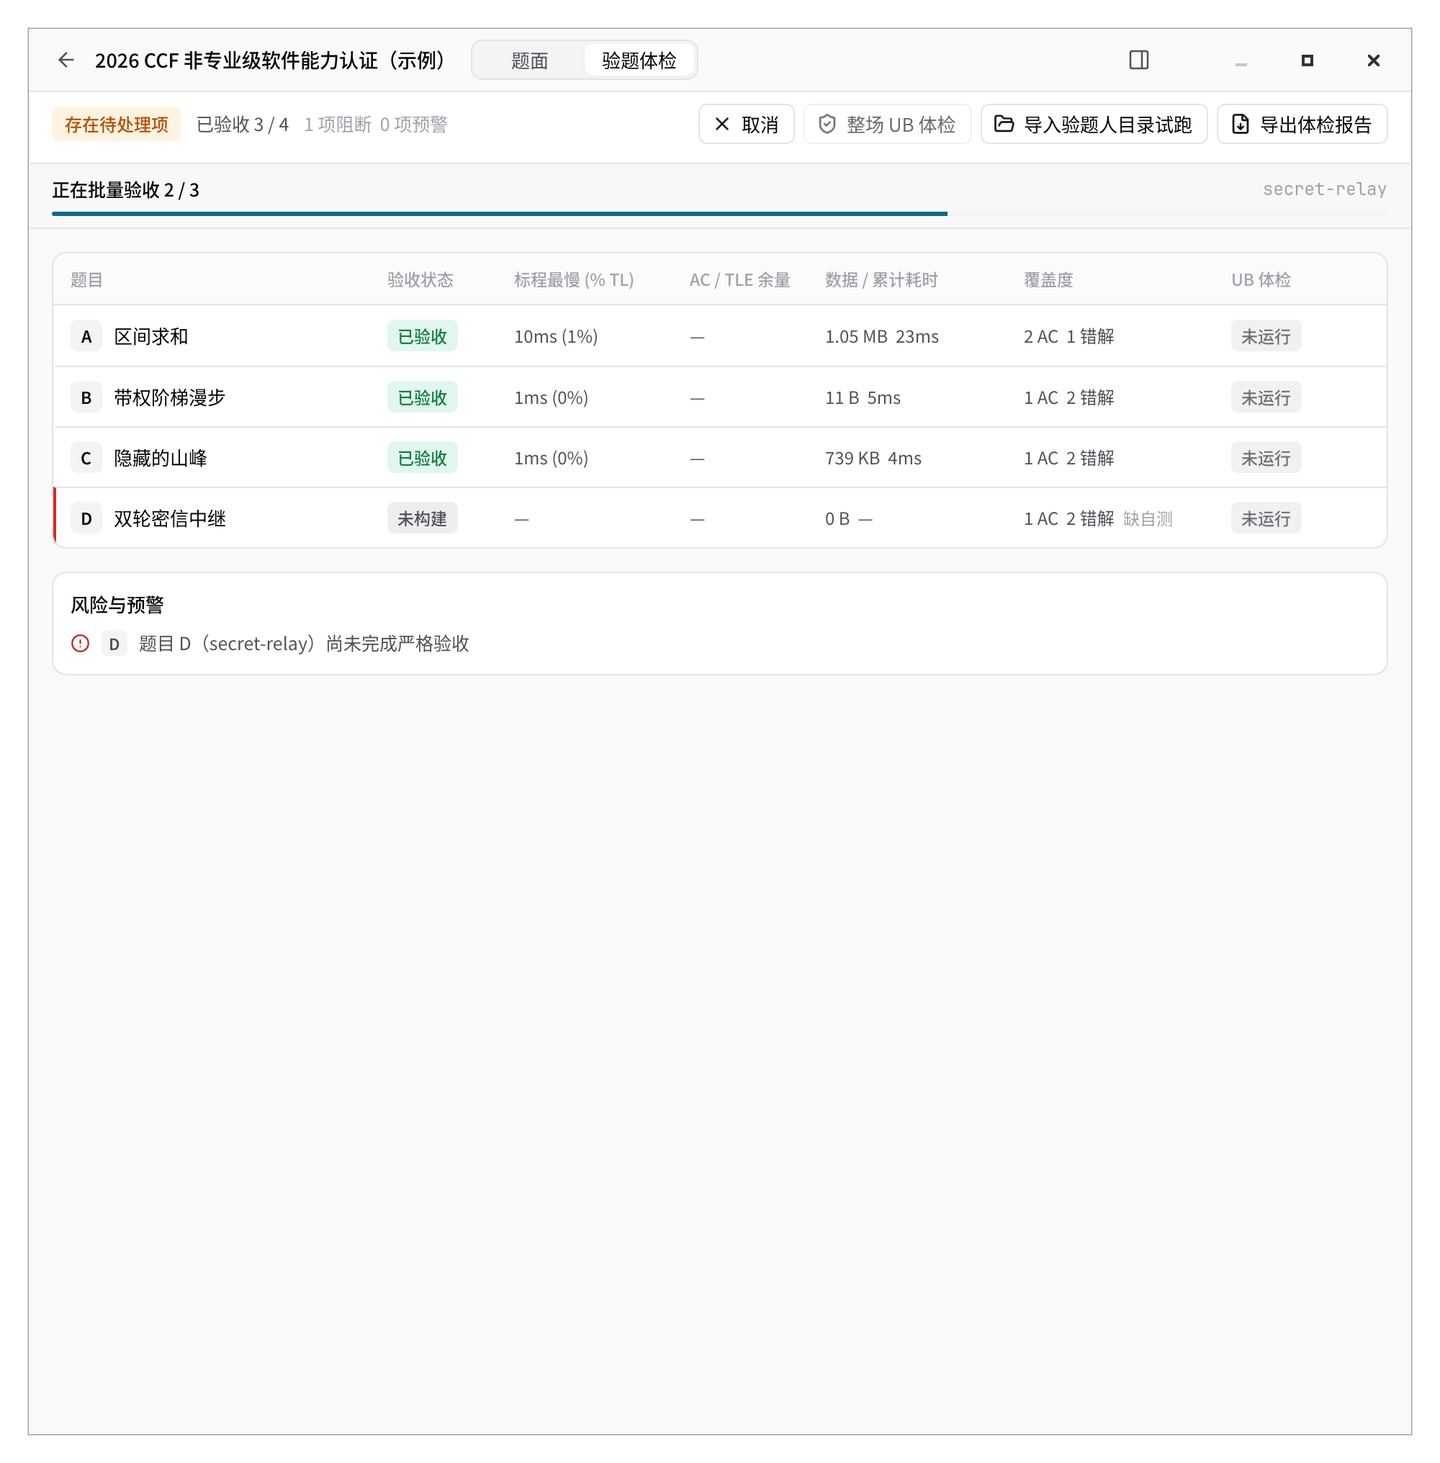 2026 CCF 非专业级软件能力认证（示例） 题面 验题体检
存在待处理项 已验收 3 / 4 1 项阻断 0 项预警 取消 整场 UB 体检 导入验题人目录试跑 导出体检报告
正在批量验收 2 / 3 secret-relay
题目 验收状态 标程最慢 (% TL) AC / TLE 余量 数据 / 累计耗时 覆盖度 UB 体检
A 区间求和 已验收 10ms (1%) — 1.05 MB 23ms 2 AC 1 错解 未运行
B 带权阶梯漫步 已验收 1ms (0%) — 11 B 5ms 1 AC 2 错解 未运行
C 隐藏的山峰 已验收 1ms (0%) — 739 KB 4ms 1 AC 2 错解 未运行
D 双轮密信中继 未构建 — — 0 B — 1 AC 2 错解 缺自测 未运行
风险与预警
D 题目 D（secret-relay）尚未完成严格验收